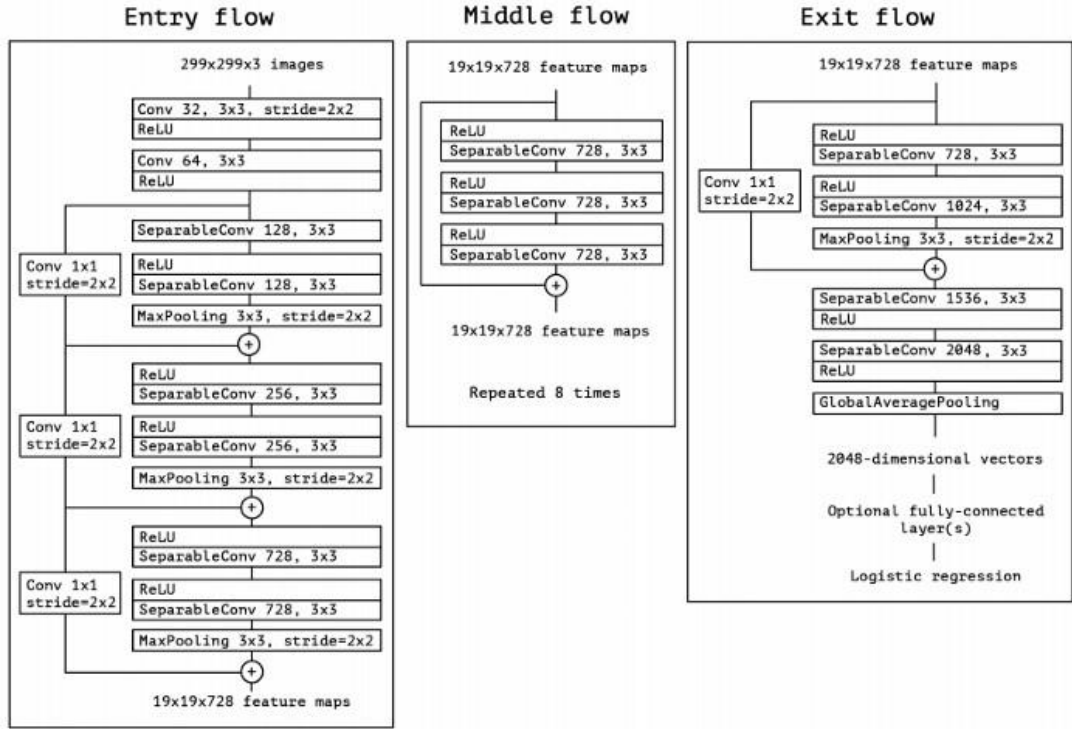 Entry flow
299x299x3 images
Conv 32, 3x3, stride=2x2
ReLU
Conv 64, 3x3
ReLU
SeparableConv 128, 3x3
Conv 1x1
stride=2x2
ReLU
SeparableConv 128, 3x3
MaxPooling 3x3, stride=2x2
+
ReLU
SeparableConv 256, 3x3
Conv 1x1
stride=2x2
ReLU
SeparableConv 256, 3x3
MaxPooling 3x3, stride=2x2
+
ReLU
SeparableConv 728, 3x3
Conv 1x1
stride=2x2
ReLU
SeparableConv 728, 3x3
MaxPooling 3x3, stride=2x2
+
19x19x728 feature maps
Middle flow
19x19x728 feature maps
ReLU
SeparableConv 728, 3x3
ReLU
SeparableConv 728, 3x3
ReLU
SeparableConv 728, 3x3
+
19x19x728 feature maps
Repeated 8 times
Exit flow
19x19x728 feature maps
ReLU
SeparableConv 728, 3x3
Conv 1x1
stride=2x2
ReLU
SeparableConv 1024, 3x3
MaxPooling 3x3, stride=2x2
+
SeparableConv 1536, 3x3
ReLU
SeparableConv 2048, 3x3
ReLU
GlobalAveragePooling
2048-dimensional vectors
Optional fully-connected
layer(s)
Logistic regression